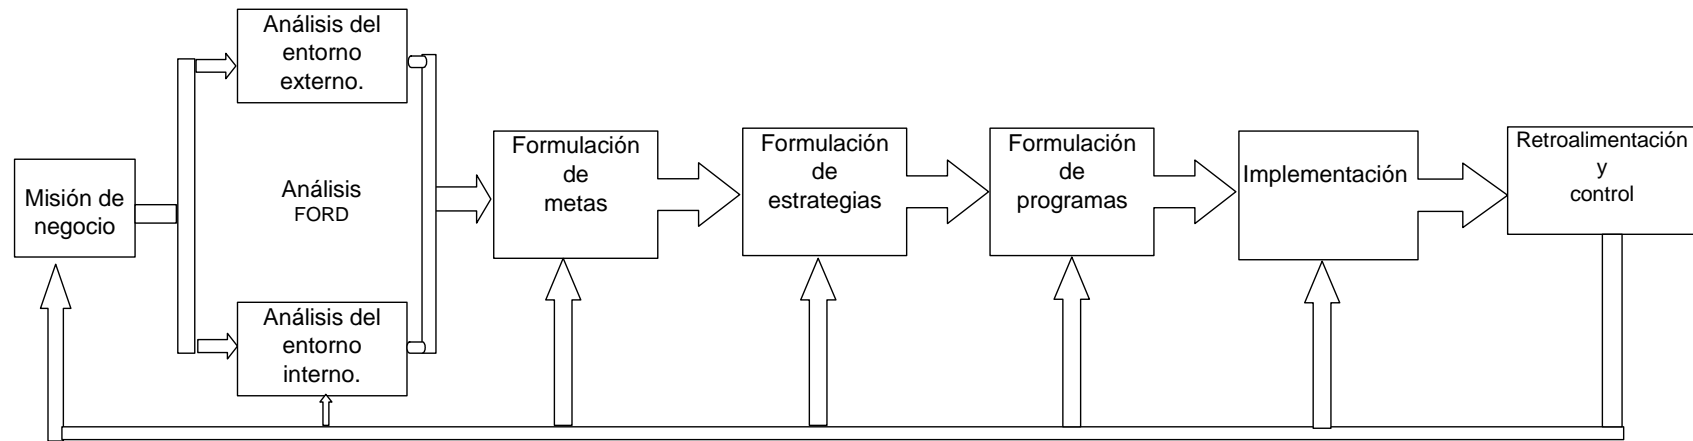 Análisis del
entorno
externo.
Misión de
negocio
Análisis
FORD
Análisis del
entorno
interno.
Formulación
de
metas
Formulación
de
estrategias
Formulación
de
programas
Implementación
Retroalimentación
y
control